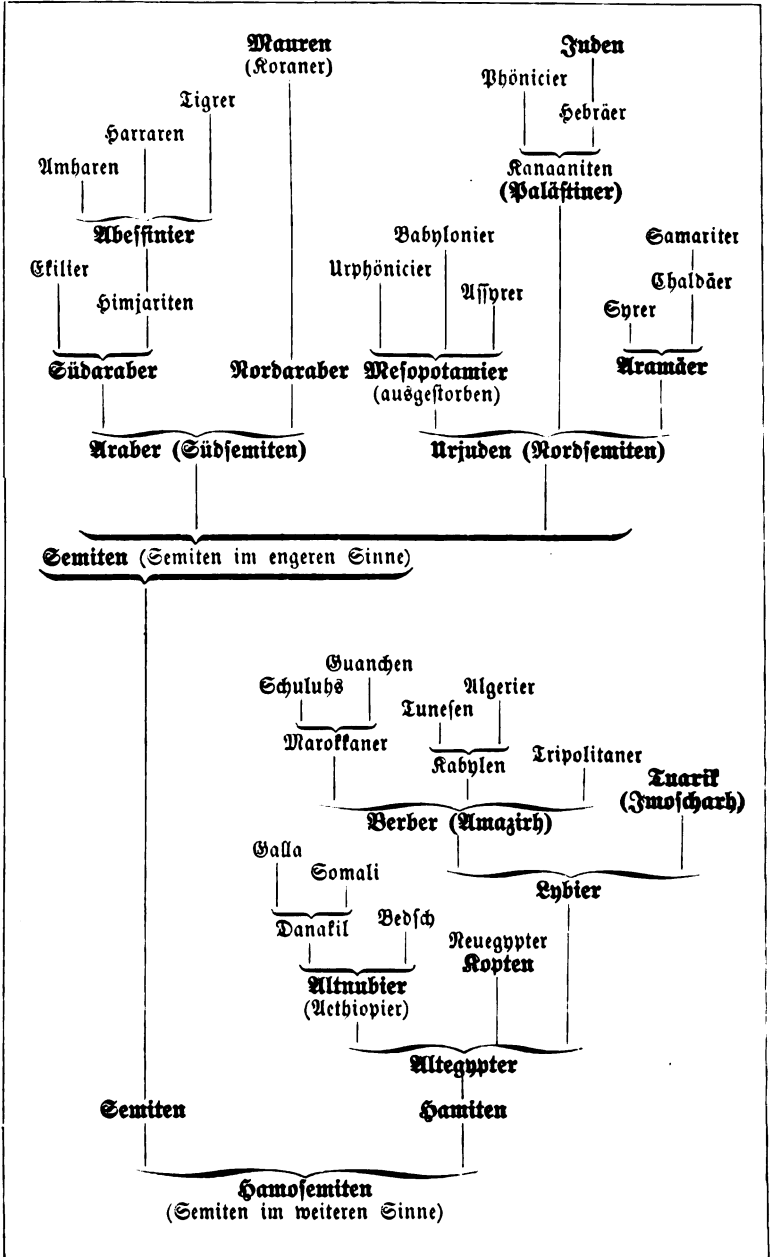 Mauren
(Koraner)
Juden
Phönicier
Tigrer
Hebräer
Harraren
Amharen
Kanaaniten
(Palästiner)
Abessinier
Babylonier
Samariter
Ekilier
Urphönicier
Chaldäer
Himjariten
Assyrer
Syrer
Südaraber
Nordaraber
Mesopotamier
(ausgestorben)
Aramäer
Araber (Südsemiten)
Urjuden (Nordsemiten)
Semiten (Semiten im engeren Sinne)
Guanchen
Schuluhs
Algerier
Tunesen
Marokkaner
Kabylen
Tripolitaner
Tuarik
(Imoscharh)
Berber (Amazirh)
Galla
Somali
Lybier
Bedsch
Danakil
Neuegypter
Kopten
Altnubier
(Aethiopier)
Altegypter
Semiten
Hamiten
Hamosemiten
(Semiten im weiteren Sinne)